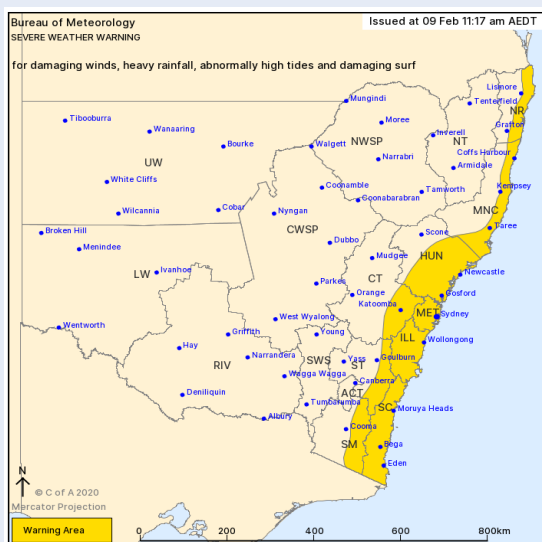 Bureau of Meteorology
Issued at 09 Feb 11:17 am AEDT
SEVERE WEATHER WARNING
for damaging winds, heavy rainfall, abnormally high tides and damaging surf
Lismore
Mungindi
Tenterfield
NR
Tibooburra
Moree
Grafton
Wanaaring
Inverell
NWSP
NT
Bourke
Walgett
Coffs Harbour
Narrabri
UW
Armidale
White Cliffs
Coonamble
Tamworth
Kempsey
Coonabarabran
Wilcannia
Cobar
Nyngan
MNC
Taree
Broken Hill
CWSP
Scone
Menindee
Dubbo
Mudgee
HUN
LW
Ivanhoe
Newcastle
CT
Parkes
Orange
Gosford
Katoomba
MET
Sydney
West Wyalong
Wentworth
Griffith
Young
ILL
Wollongong
Hay
Narrandera
SWS
Yass
ST
Goulburn
RIV
Wagga Wagga
Canberra
Deniliquin
ACT
Tumbarumba
SC
Moruya Heads
Albury
Cooma
SM
Bega
Eden
N
© C of A 2020
Mercator Projection
Warning Area
0
200
400
600
800km